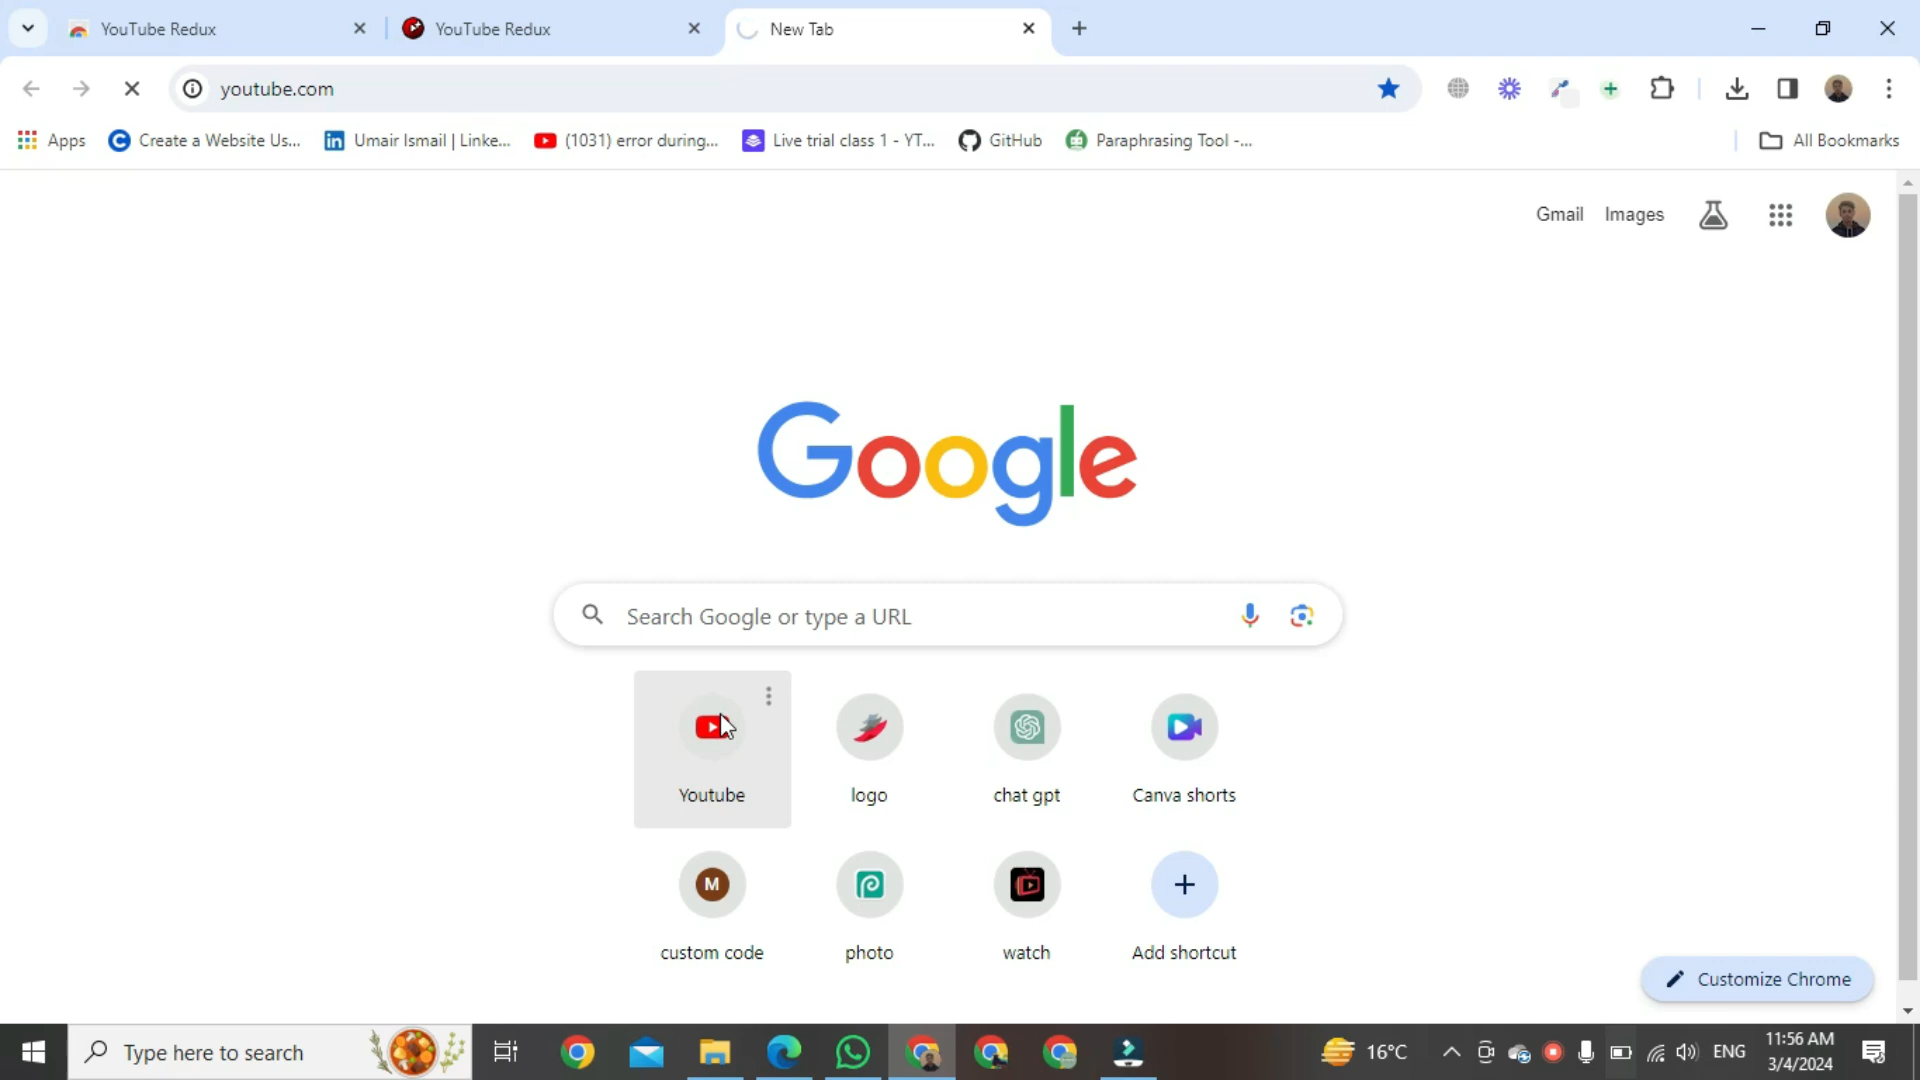 YouTube Redux
YouTube Redux
New Tab
youtube.com
Apps
Create a Website Us...
Umair Ismail | Linke...
(1031) error during...
Live trial class 1 - YT...
GitHub
Paraphrasing Tool -...
All Bookmarks
Gmail
Images
Google
Search Google or type a URL
Youtube
logo
chat gpt
Canva shorts
M
custom code
photo
watch
Add shortcut
Customize Chrome
Type here to search
16°C
ENG
11:56 AM
3/4/2024